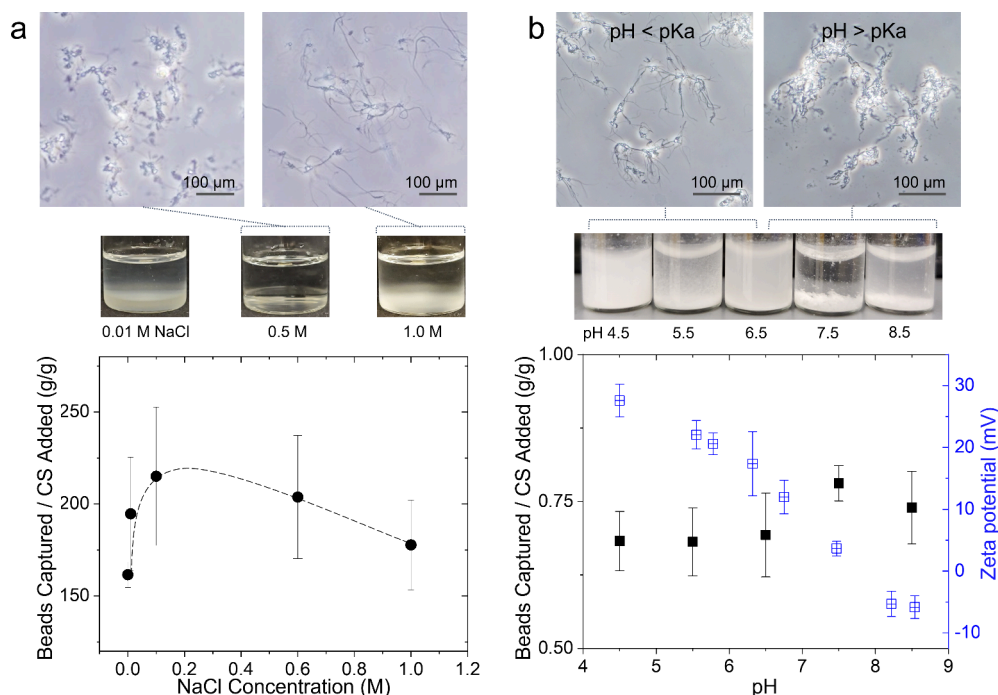 a
100 µm
100 µm
0.01 M NaCl
0.5 M
1.0 M
Beads Captured / CS Added (g/g)
250
200
150
0.0
0.2
0.4
0.6
0.8
1.0
1.2
NaCl Concentration (M)
b
pH < pKa
pH > pKa
100 µm
100 µm
pH 4.5
5.5
6.5
7.5
8.5
Beads Captured / CS Added (g/g)
1.00
0.75
0.50
4
5
6
7
8
9
pH
30
20
10
0
-10
Zeta potential (mV)